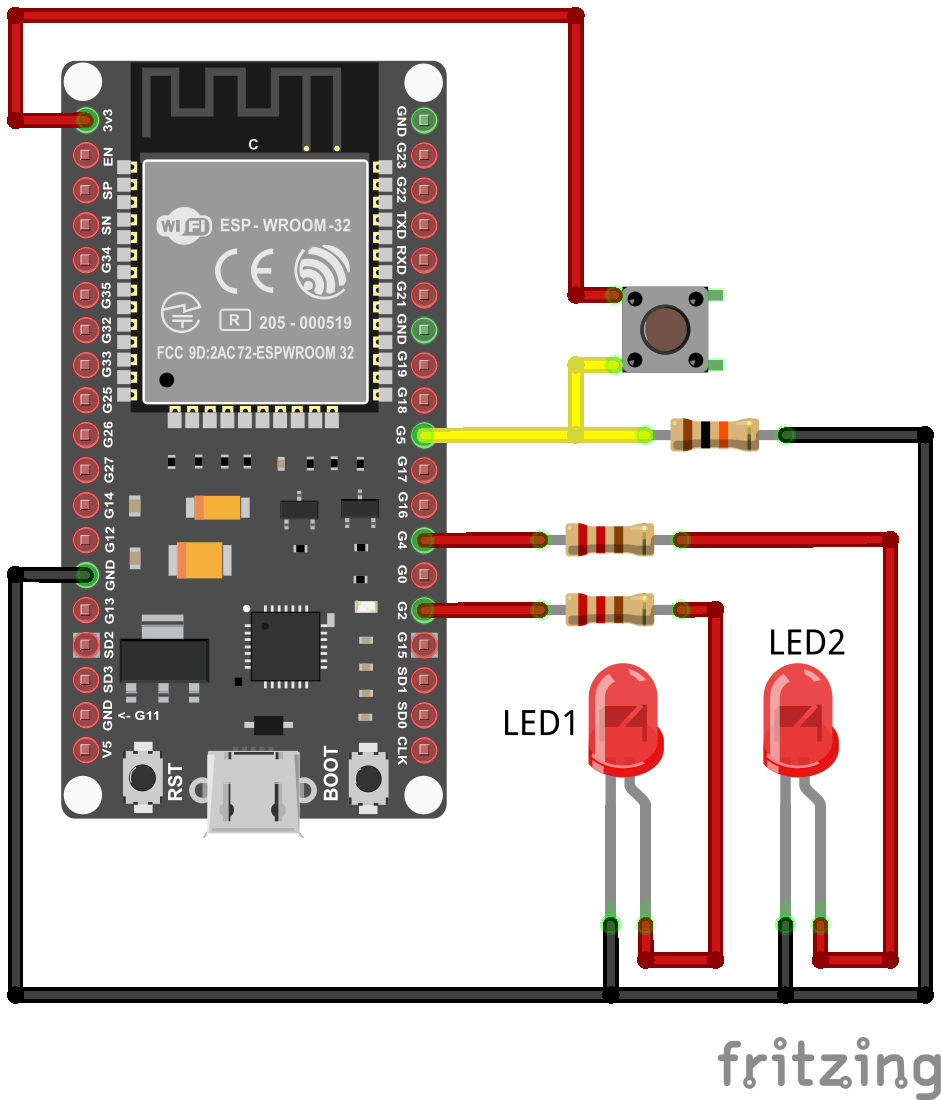 3v3
EN
SP
SN
G34
G35
G32
G33
G25
G26
G27
G14
G12
GND
G13
SD2
SD3
GND <- G11
V5
C
WiFi ESP - WROOM -32
CE
R 205 - 000519
FCC 9D:2AC72-ESPWROOM 32
GND
G23
G22
TXD
RXD
G21
GND
G19
G18
G5
G17
G16
G4
G0
G2
G15
SD1
SD0
CLK
RST
BOOT
LED1
LED2
fritzing